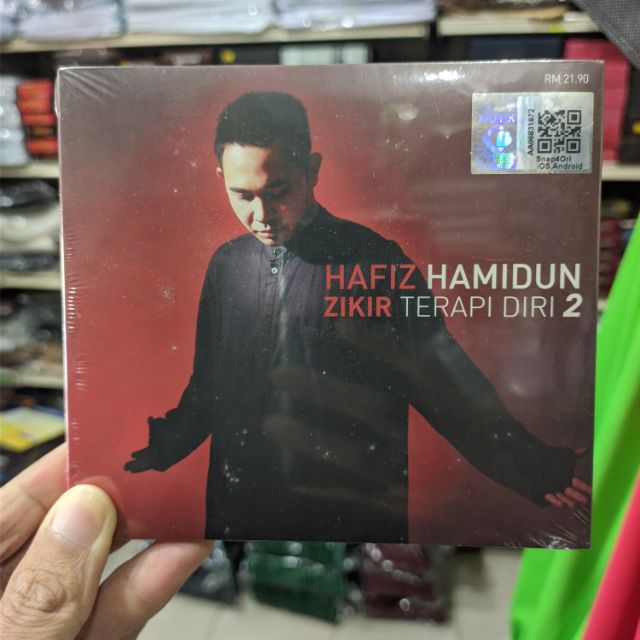 RM 21.90
Snap4Ori
iOS Android
HAFIZ HAMIDUN
ZIKIR TERAPI DIRI 2